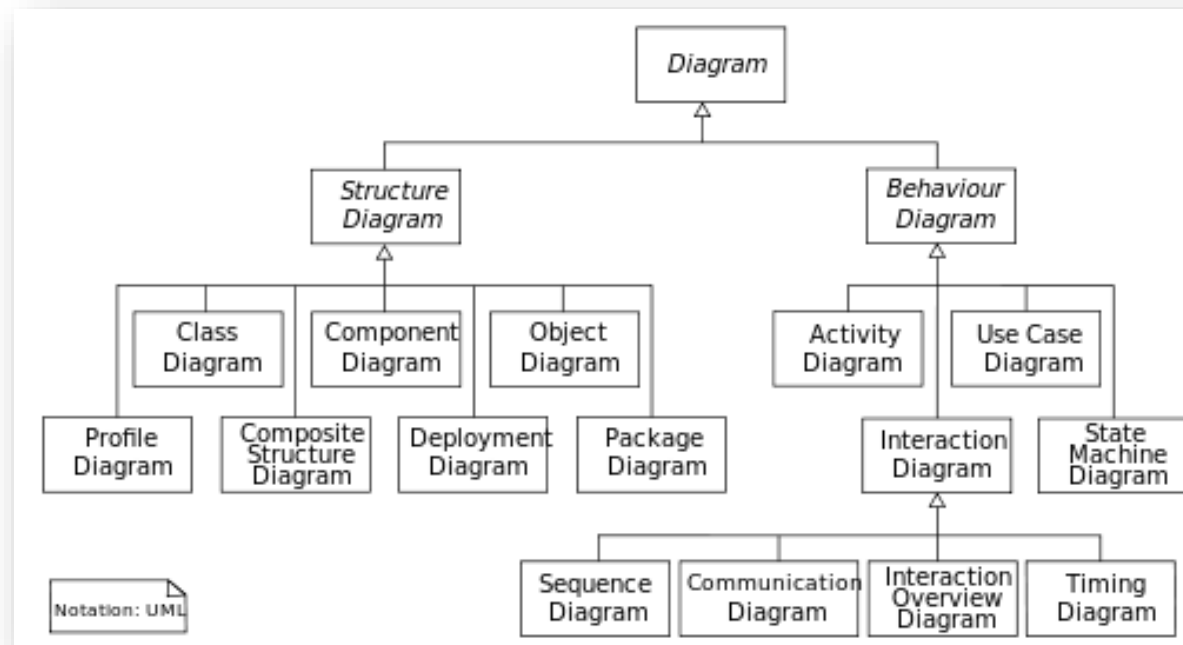 Diagram
Structure
Diagram
Behaviour
Diagram
Class
Diagram
Component
Diagram
Object
Diagram
Activity
Diagram
Use Case
Diagram
Profile
Diagram
Composite
Structure
Diagram
Deployment
Diagram
Package
Diagram
Interaction
Diagram
State
Machine
Diagram
Sequence
Diagram
Communication
Diagram
Interaction
Overview
Diagram
Timing
Diagram
Notation: UML